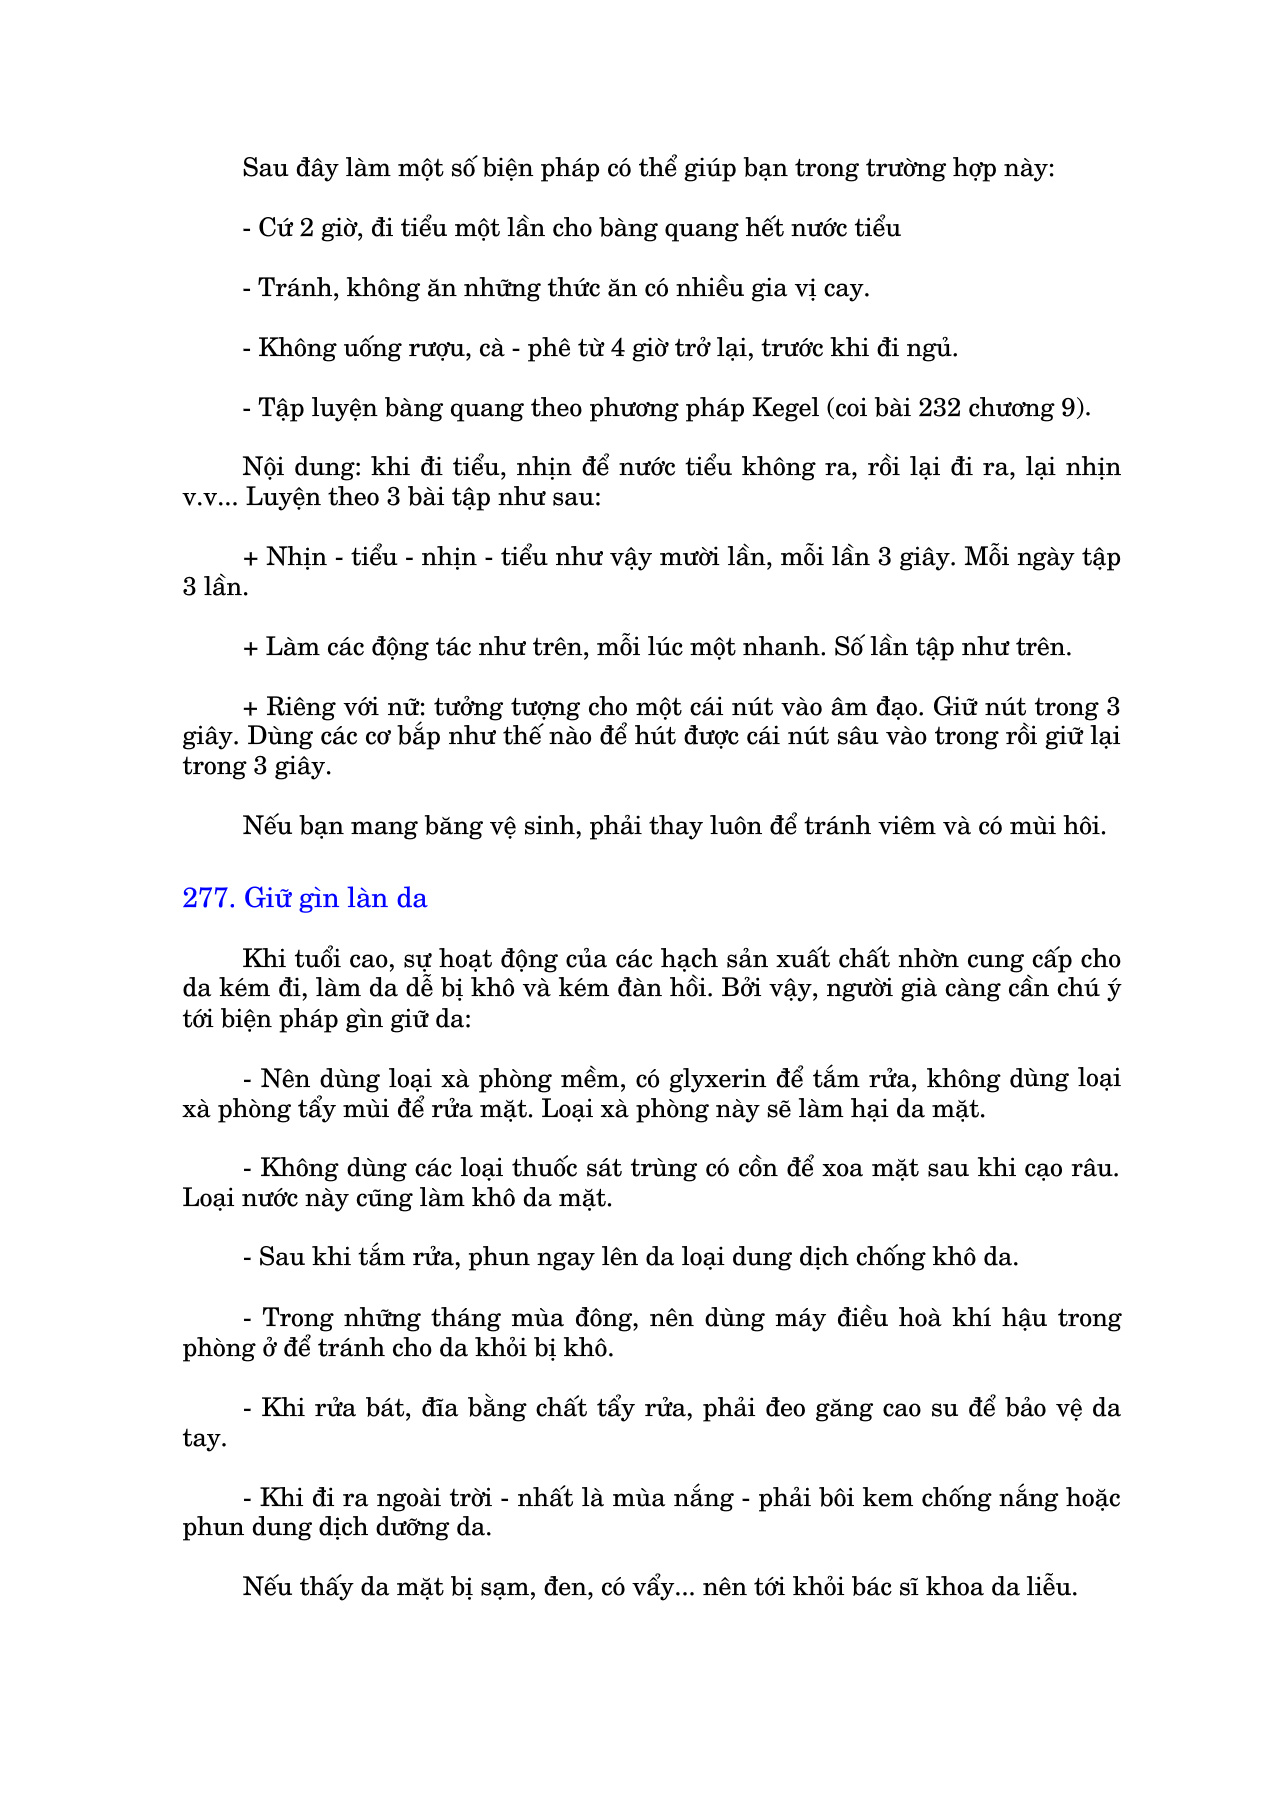 Sau đây làm một số biện pháp có thể giúp bạn trong trường hợp này:
- Cứ 2 giờ, đi tiểu một lần cho bàng quang hết nước tiểu
- Tránh, không ăn những thức ăn có nhiều gia vị cay.
- Không uống rượu, cà - phê từ 4 giờ trở lại, trước khi đi ngủ.
- Tập luyện bàng quang theo phương pháp Kegel (coi bài 232 chương 9).
Nội dung: khi đi tiểu, nhịn để nước tiểu không ra, rồi lại đi ra, lại nhịn
v.v... Luyện theo 3 bài tập như sau:
+ Nhịn - tiểu - nhịn - tiểu như vậy mười lần, mỗi lần 3 giây. Mỗi ngày tập
3 lần.
+ Làm các động tác như trên, mỗi lúc một nhanh. Số lần tập như trên.
+ Riêng với nữ: tưởng tượng cho một cái nút vào âm đạo. Giữ nút trong 3
giây. Dùng các cơ bắp như thế nào để hút được cái nút sâu vào trong rồi giữ lại
trong 3 giây.
Nếu bạn mang băng vệ sinh, phải thay luôn để tránh viêm và có mùi hôi.
277. Giữ gìn làn da
Khi tuổi cao, sự hoạt động của các hạch sản xuất chất nhờn cung cấp cho
da kém đi, làm da dễ bị khô và kém đàn hồi. Bởi vậy, người già càng cần chú ý
tới biện pháp gìn giữ da:
- Nên dùng loại xà phòng mềm, có glyxerin để tắm rửa, không dùng loại
xà phòng tẩy mùi để rửa mặt. Loại xà phòng này sẽ làm hại da mặt.
- Không dùng các loại thuốc sát trùng có cồn để xoa mặt sau khi cạo râu.
Loại nước này cũng làm khô da mặt.
- Sau khi tắm rửa, phun ngay lên da loại dung dịch chống khô da.
- Trong những tháng mùa đông, nên dùng máy điều hoà khí hậu trong
phòng ở để tránh cho da khỏi bị khô.
- Khi rửa bát, đĩa bằng chất tẩy rửa, phải đeo găng cao su để bảo vệ da
tay.
- Khi đi ra ngoài trời - nhất là mùa nắng - phải bôi kem chống nắng hoặc
phun dung dịch dưỡng da.
Nếu thấy da mặt bị sạm, đen, có vẩy... nên tới khỏi bác sĩ khoa da liễu.